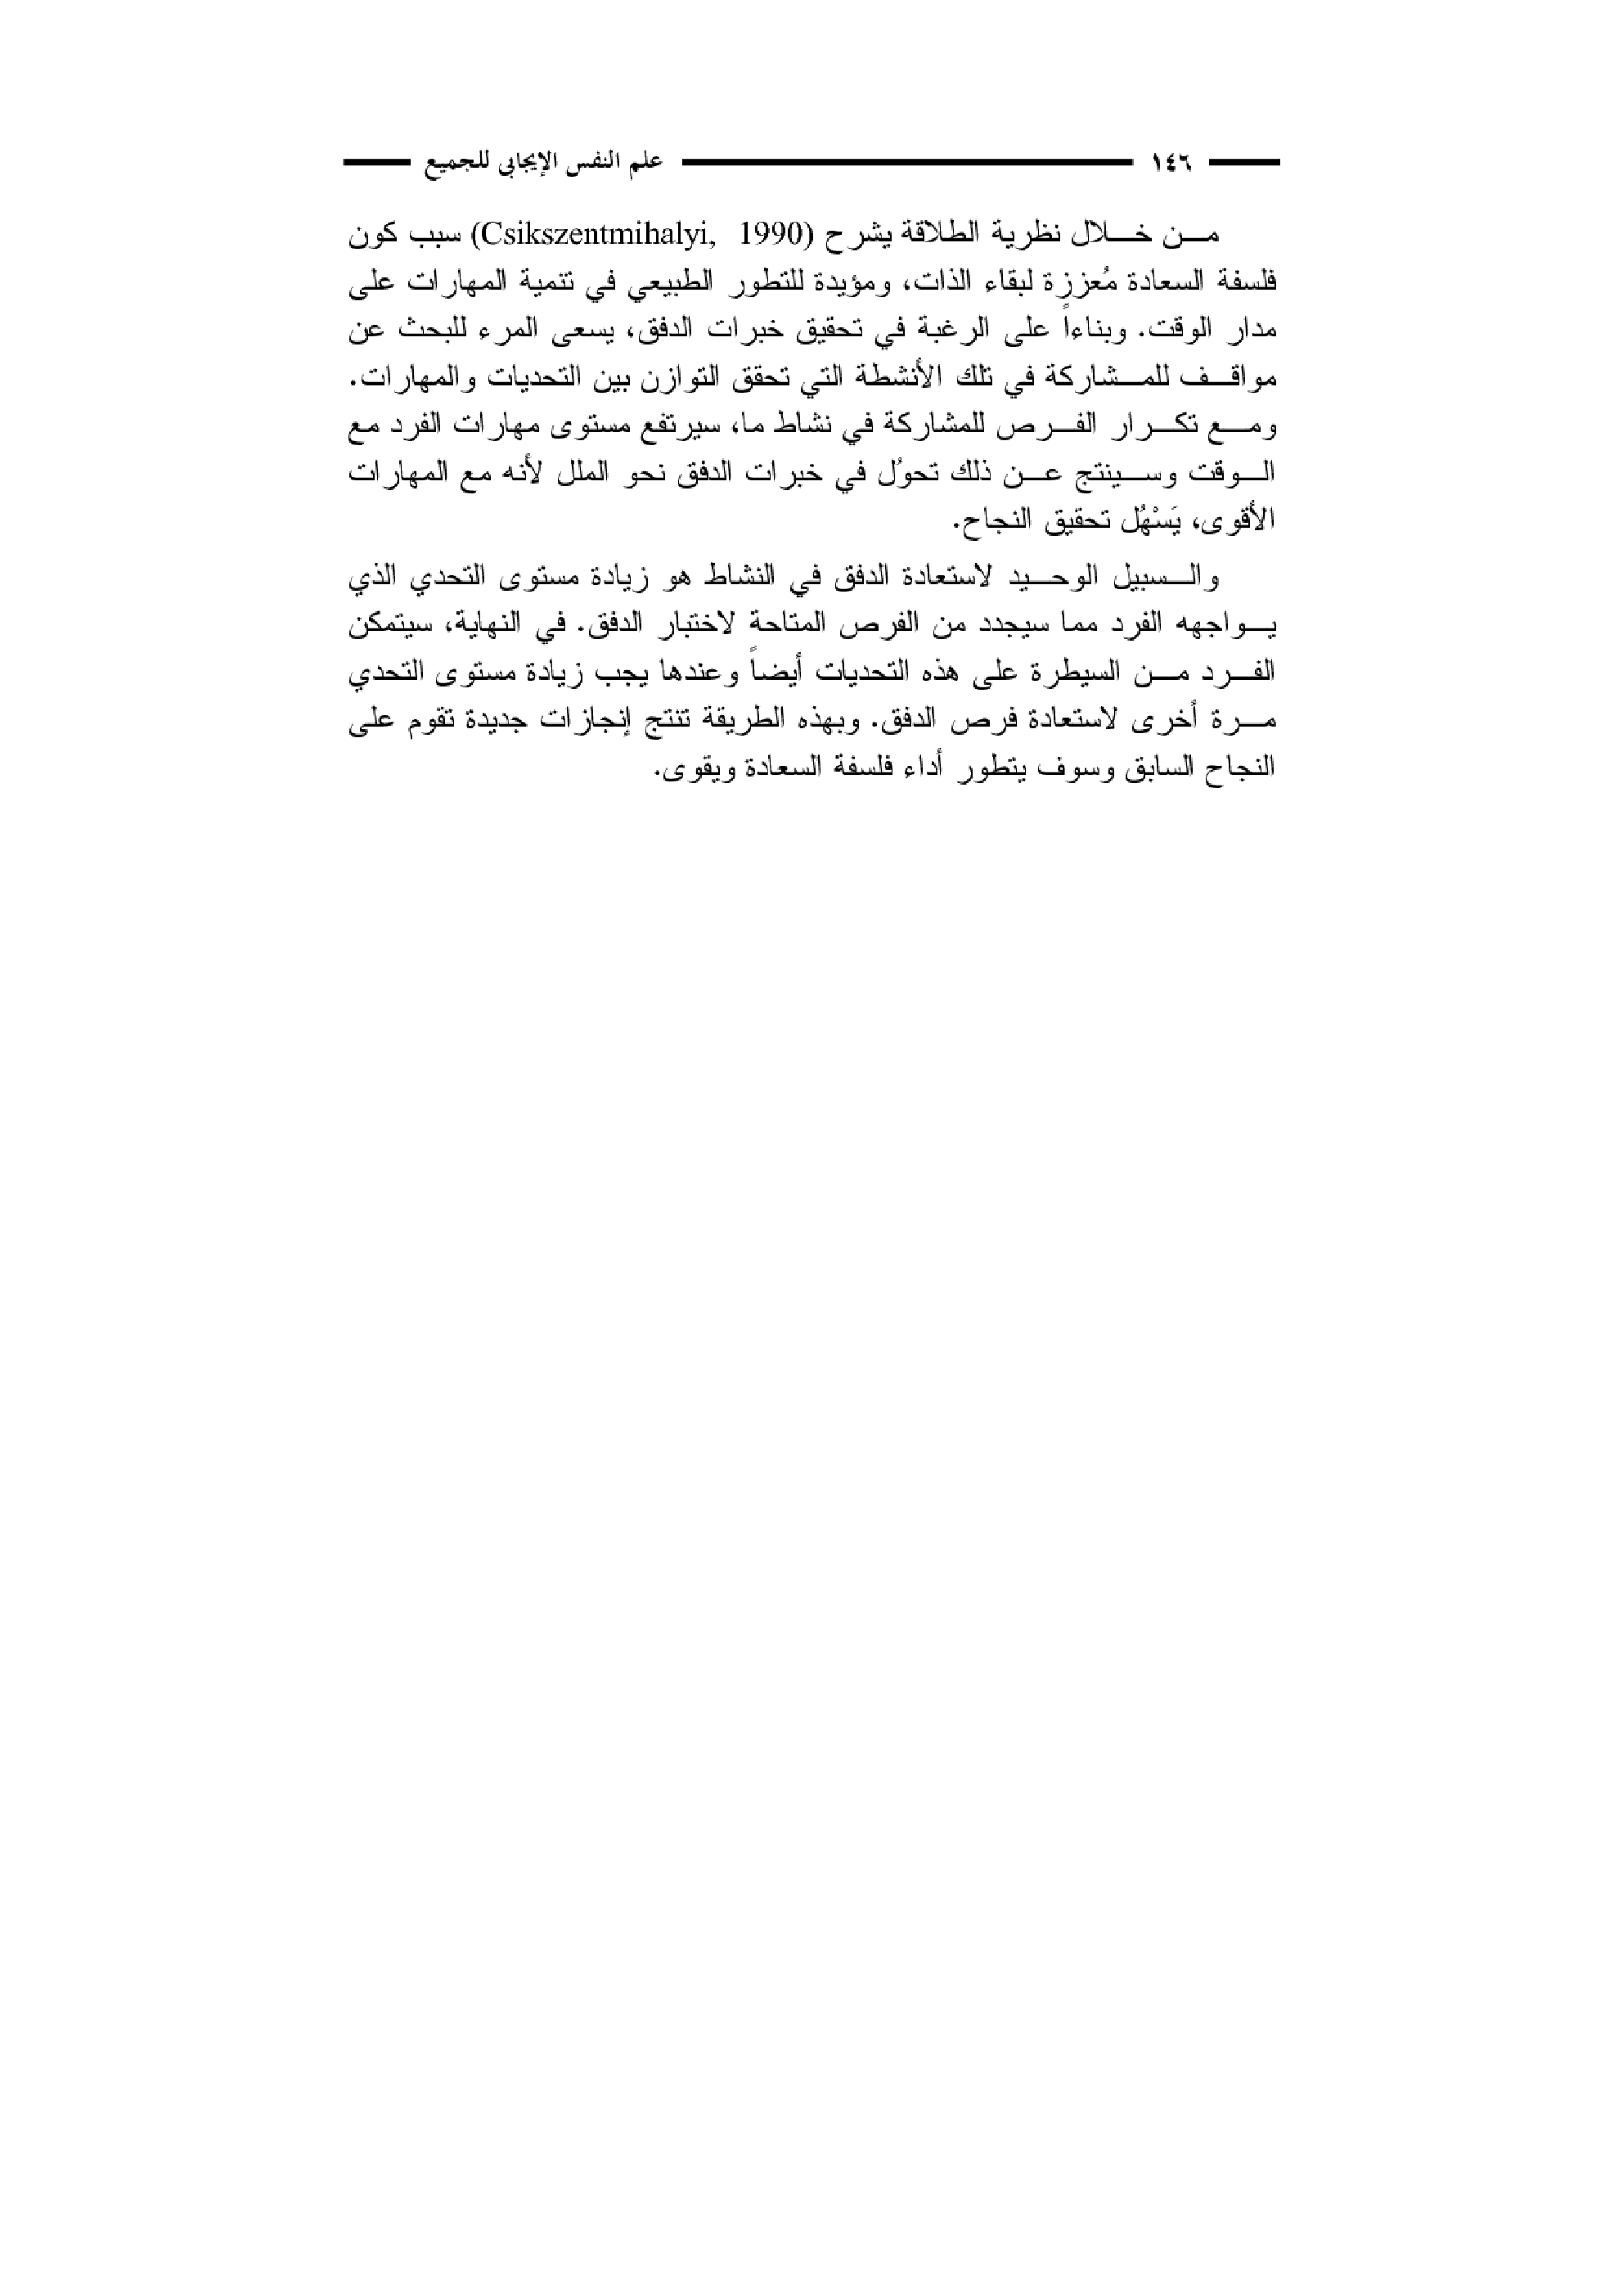 ١٤٦ علم النفس الإيجابي للجميع
من خلال نظرية الطلاقة يشرح (Csikszentmihalyi, 1990) سبب كون
فلسفة السعادة مُعززة لبقاء الذات، ومؤيدة للتطور الطبيعي في تنمية المهارات على
مدار الوقت. وبناءاً على الرغبة في تحقيق خبرات الدفق، يسعى المرء للبحث عن
مواقف للمشاركة في تلك الأنشطة التي تحقق التوازن بين التحديات والمهارات.
ومع تكرار الفرص للمشاركة في نشاط ما، سيرتفع مستوى مهارات الفرد مع
الوقت وسينتج عن ذلك تحوُل في خبرات الدفق نحو الملل لأنه مع المهارات
الأقوى، يَسْهُل تحقيق النجاح.
والسبيل الوحيد لاستعادة الدفق في النشاط هو زيادة مستوى التحدي الذي
يواجهه الفرد مما سيجدد من الفرص المتاحة لاختبار الدفق. في النهاية، سيتمكن
الفرد من السيطرة على هذه التحديات أيضاً وعندها يجب زيادة مستوى التحدي
مرة أخرى لاستعادة فرص الدفق. وبهذه الطريقة تنتج إنجازات جديدة تقوم على
النجاح السابق وسوف يتطور أداء فلسفة السعادة ويقوى.